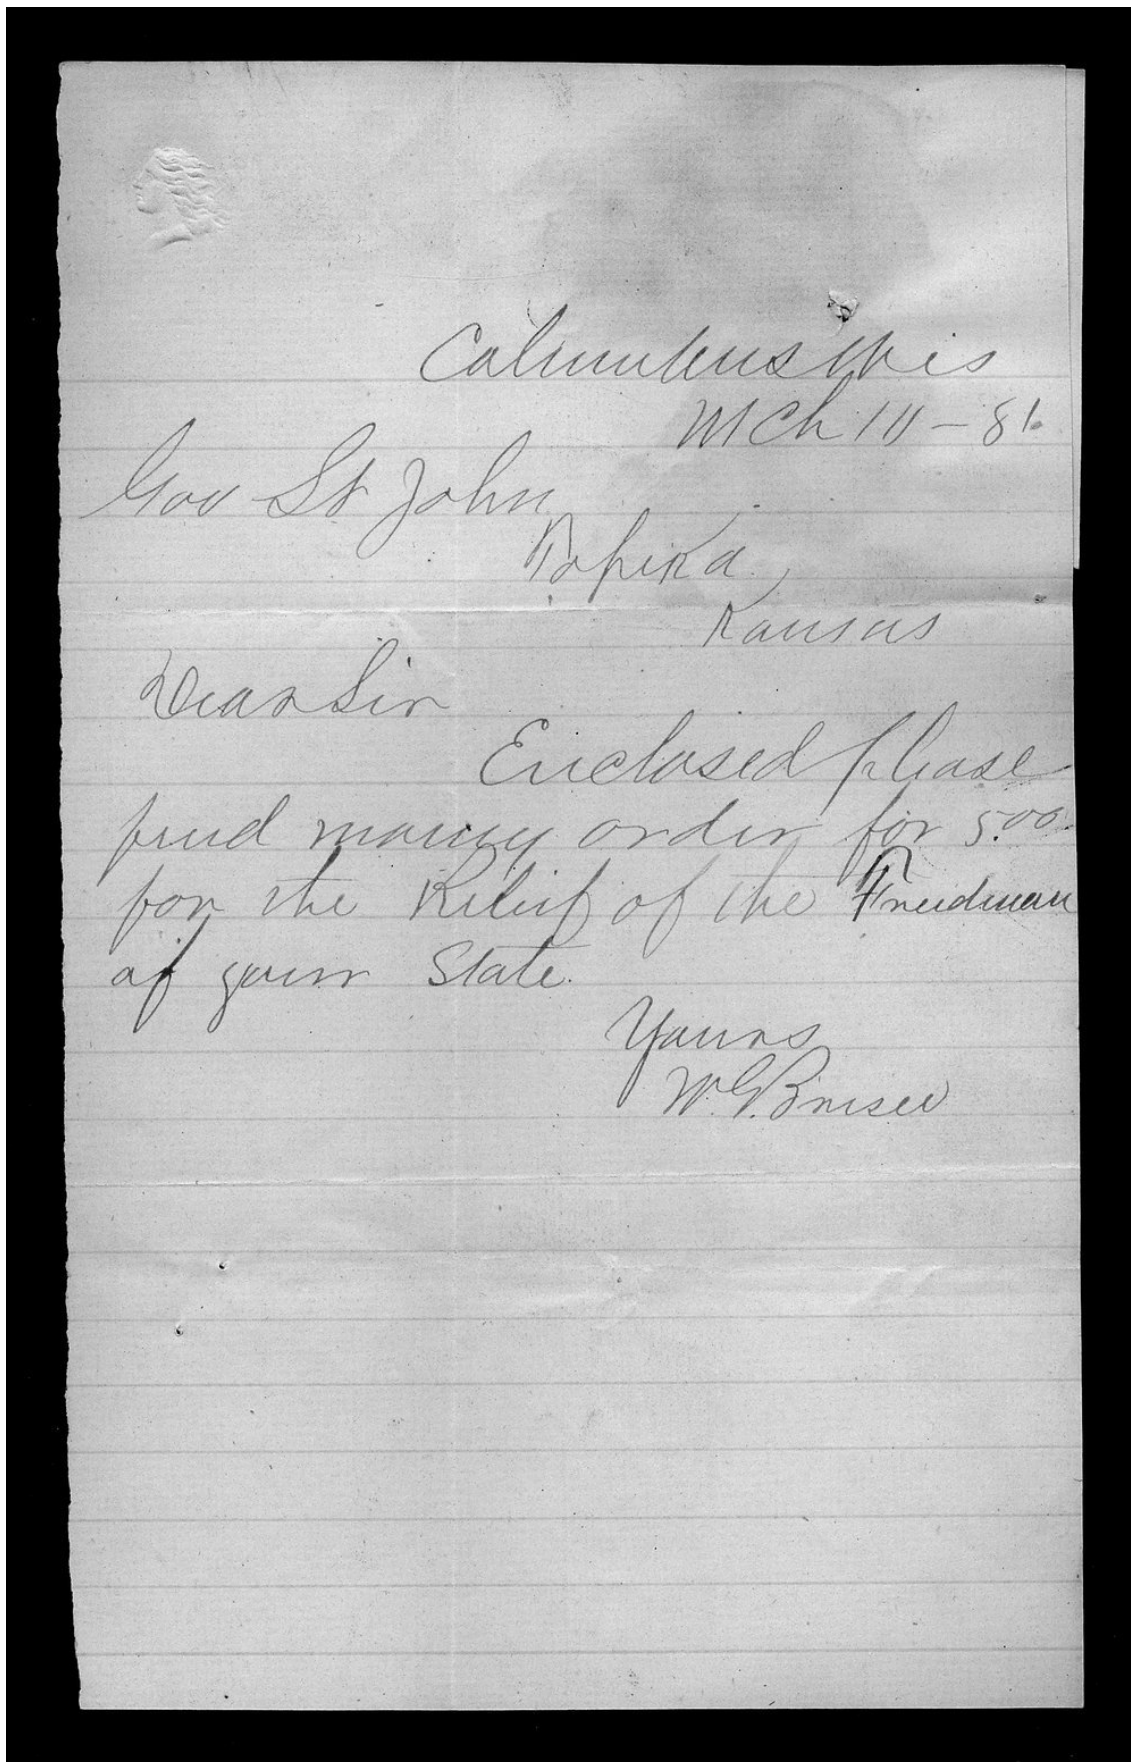 Columbus Wis
Mch 10 - 81.
Gov St John
Topeka
Kansas
Dear Sir
Enclosed please
find money order for 5.00
for the Relief of the Freedman
of your State.
Yours
W. G.